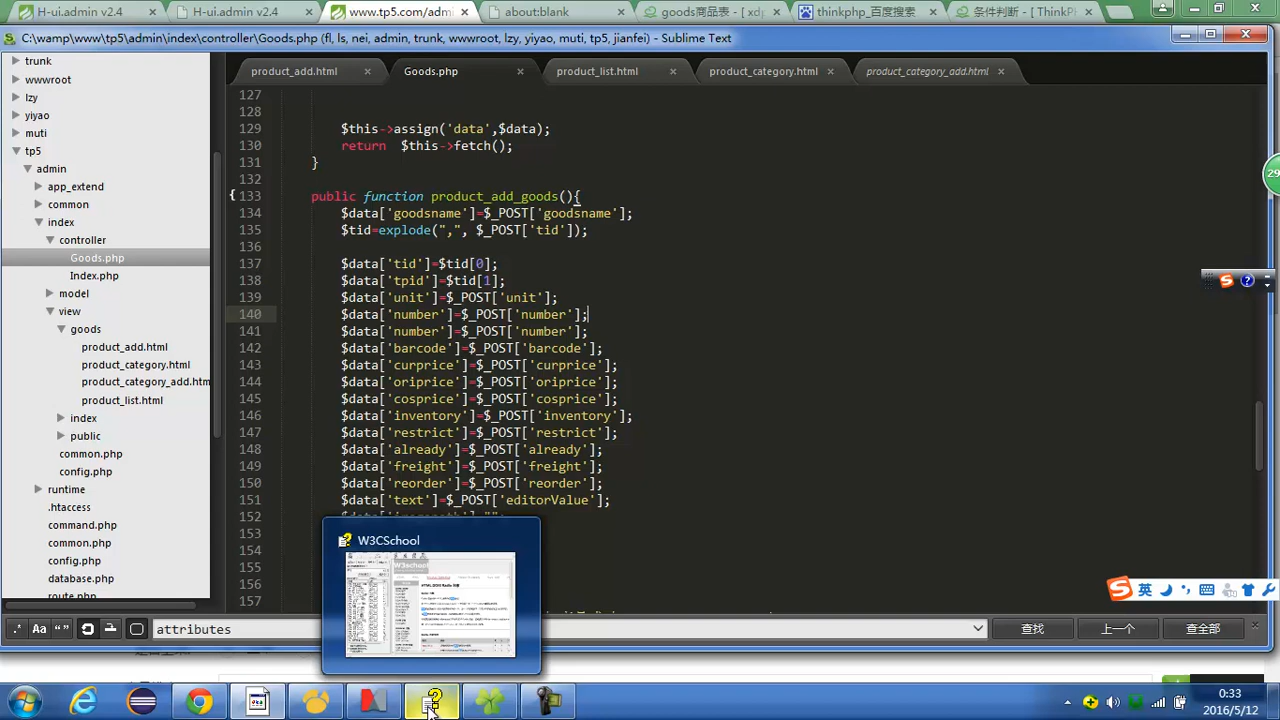 H-ui.admin v2.4
H-ui.admin v2.4
www.tp5.com/admi
about:blank
goods商品表 - [ xdp
thinkphp_百度搜索
条件判断 - [ ThinkP
C:\wamp\www\tp5\admin\index\controller\Goods.php (fl, ls, nei, admin, trunk, wwwroot, lzy, yiyao, muti, tp5, jianfei) - Sublime Text
product_add.html
Goods.php
product_list.html
product_category.html
product_category_add.html
trunk
wwwroot
lzy
yiyao
muti
tp5
admin
app_extend
common
index
controller
Goods.php
Index.php
model
view
goods
product_add.html
product_category.html
product_category_add.htm
product_list.html
index
public
common.php
config.php
runtime
.htaccess
command.php
common.php
config.php
database.php
route.php
127
128
129 $this->assign('data',$data);
130 return $this->fetch();
131 }
132
133 public function product_add_goods(){
134 $data['goodsname']=$_POST['goodsname'];
135 $tid=explode(",", $_POST['tid']);
136
137 $data['tid']=$tid[0];
138 $data['tpid']=$tid[1];
139 $data['unit']=$_POST['unit'];
140 $data['number']=$_POST['number'];
141 $data['number']=$_POST['number'];
142 $data['barcode']=$_POST['barcode'];
143 $data['curprice']=$_POST['curprice'];
144 $data['oriprice']=$_POST['oriprice'];
145 $data['cosprice']=$_POST['cosprice'];
146 $data['inventory']=$_POST['inventory'];
147 $data['restrict']=$_POST['restrict'];
148 $data['already']=$_POST['already'];
149 $data['freight']=$_POST['freight'];
150 $data['reorder']=$_POST['reorder'];
151 $data['text']=$_POST['editorValue'];
152
153
154
155
156
157
29
W3CSchool
W3school
英
.*
Aa
“”
attributes
查找
查全部
0:33
2016/5/12